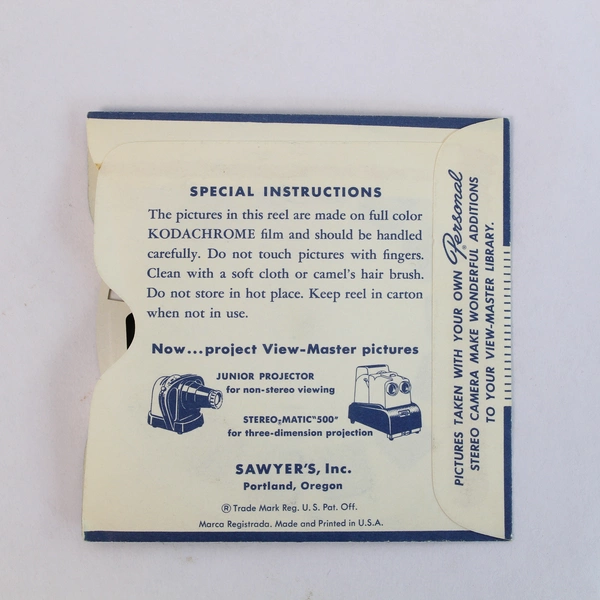 SPECIAL INSTRUCTIONS
The pictures in this reel are made on full color
KODACHROME film and should be handled
carefully. Do not touch pictures with fingers.
Clean with a soft cloth or camel's hair brush.
Do not store in hot place. Keep reel in carton
when not in use.
Now...project View-Master pictures
JUNIOR PROJECTOR
for non-stereo viewing
STEREO-MATIC "500"
for three-dimension projection
SAWYER'S, Inc.
Portland, Oregon
® Trade Mark Reg. U. S. Pat. Off.
Marca Registrada. Made and Printed in U.S.A.
PICTURES TAKEN WITH YOUR OWN Personal®
STEREO CAMERA MAKE WONDERFUL ADDITIONS
TO YOUR VIEW-MASTER LIBRARY.